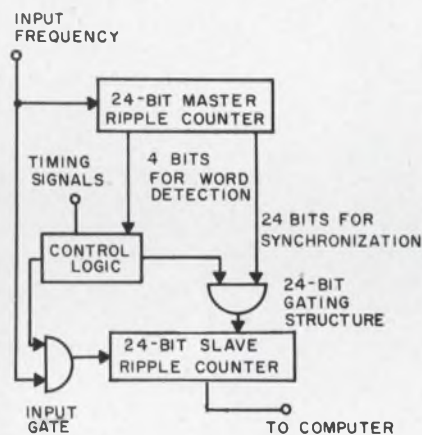 INPUT
FREQUENCY
24-BIT MASTER
RIPPLE COUNTER
TIMING
SIGNALS
4 BITS
FOR WORD
DETECTION
24 BITS FOR
SYNCHRONIZATION
CONTROL
LOGIC
24-BIT
GATING
STRUCTURE
24-BIT SLAVE
RIPPLE COUNTER
INPUT
GATE
TO COMPUTER